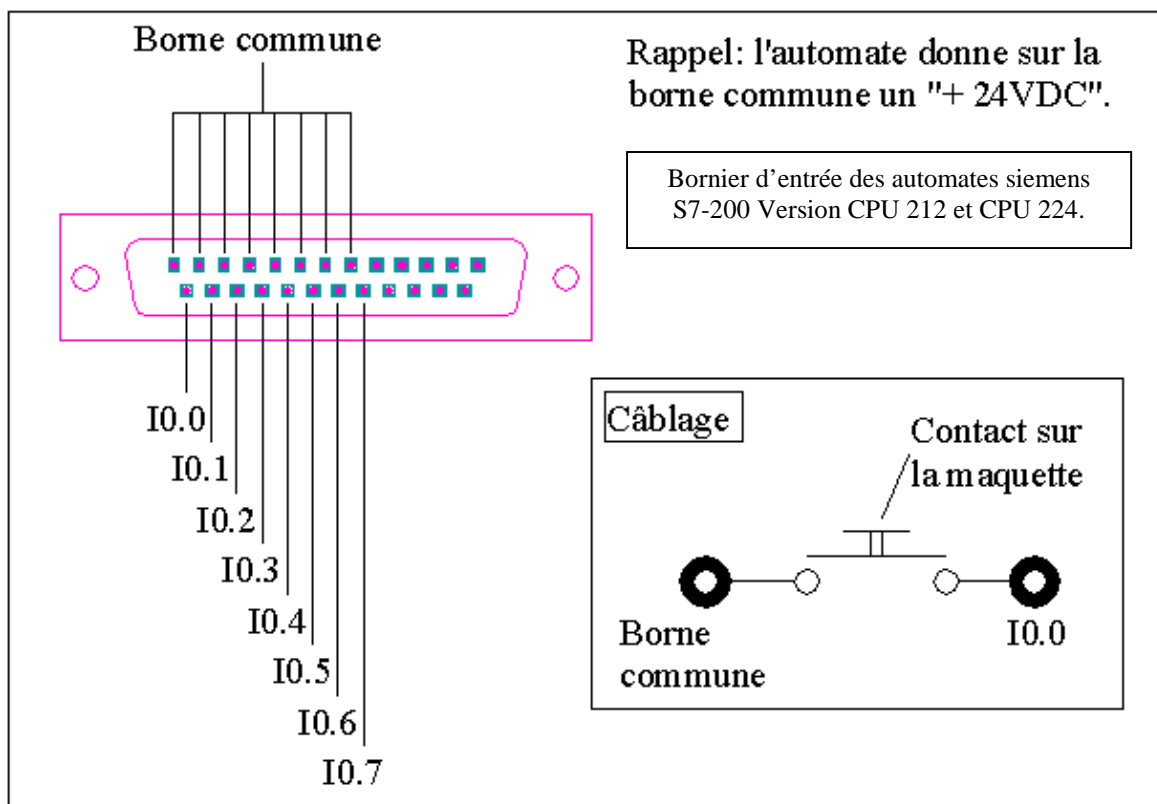 Borne commune
Rappel: l'automate donne sur la
borne commune un "+ 24VDC".
Bornier d'entrée des automates siemens
S7-200 Version CPU 212 et CPU 224.
I0.0
I0.1
I0.2
I0.3
I0.4
I0.5
I0.6
I0.7
Câblage
Contact sur
la maquette
Borne
commune
I0.0